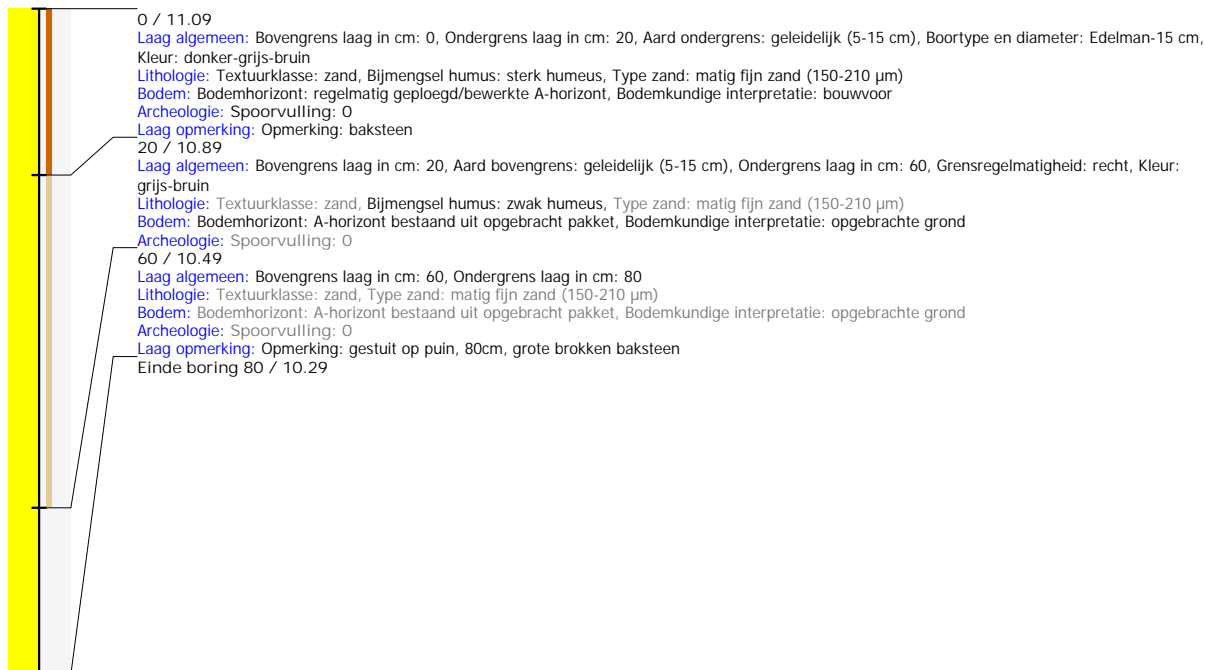 0 / 11.09
Laag algemeen: Bovengrens laag in cm: 0, Ondergrens laag in cm: 20, Aard ondergrens: geleidelijk (5-15 cm), Boortype en diameter: Edelman-15 cm,
Kleur: donker-grijs-bruin
Lithologie: Textuurklasse: zand, Bijmengsel humus: sterk humeus, Type zand: matig fijn zand (150-210 µm)
Bodem: Bodemhorizont: regelmatig geploegd/bewerkte A-horizont, Bodemkundige interpretatie: bouwvoor
Archeologie: Spoorvulling: 0
Laag opmerking: Opmerking: baksteen
20 / 10.89
Laag algemeen: Bovengrens laag in cm: 20, Aard bovengrens: geleidelijk (5-15 cm), Ondergrens laag in cm: 60, Grensregelmatigheid: recht, Kleur:
grijs-bruin
Lithologie: Textuurklasse: zand, Bijmengsel humus: zwak humeus, Type zand: matig fijn zand (150-210 µm)
Bodem: Bodemhorizont: A-horizont bestaand uit opgebracht pakket, Bodemkundige interpretatie: opgebrachte grond
Archeologie: Spoorvulling: 0
60 / 10.49
Laag algemeen: Bovengrens laag in cm: 60, Ondergrens laag in cm: 80
Lithologie: Textuurklasse: zand, Type zand: matig fijn zand (150-210 µm)
Bodem: Bodemhorizont: A-horizont bestaand uit opgebracht pakket, Bodemkundige interpretatie: opgebrachte grond
Archeologie: Spoorvulling: 0
Laag opmerking: Opmerking: gestuit op puin, 80cm, grote brokken baksteen
Einde boring 80 / 10.29